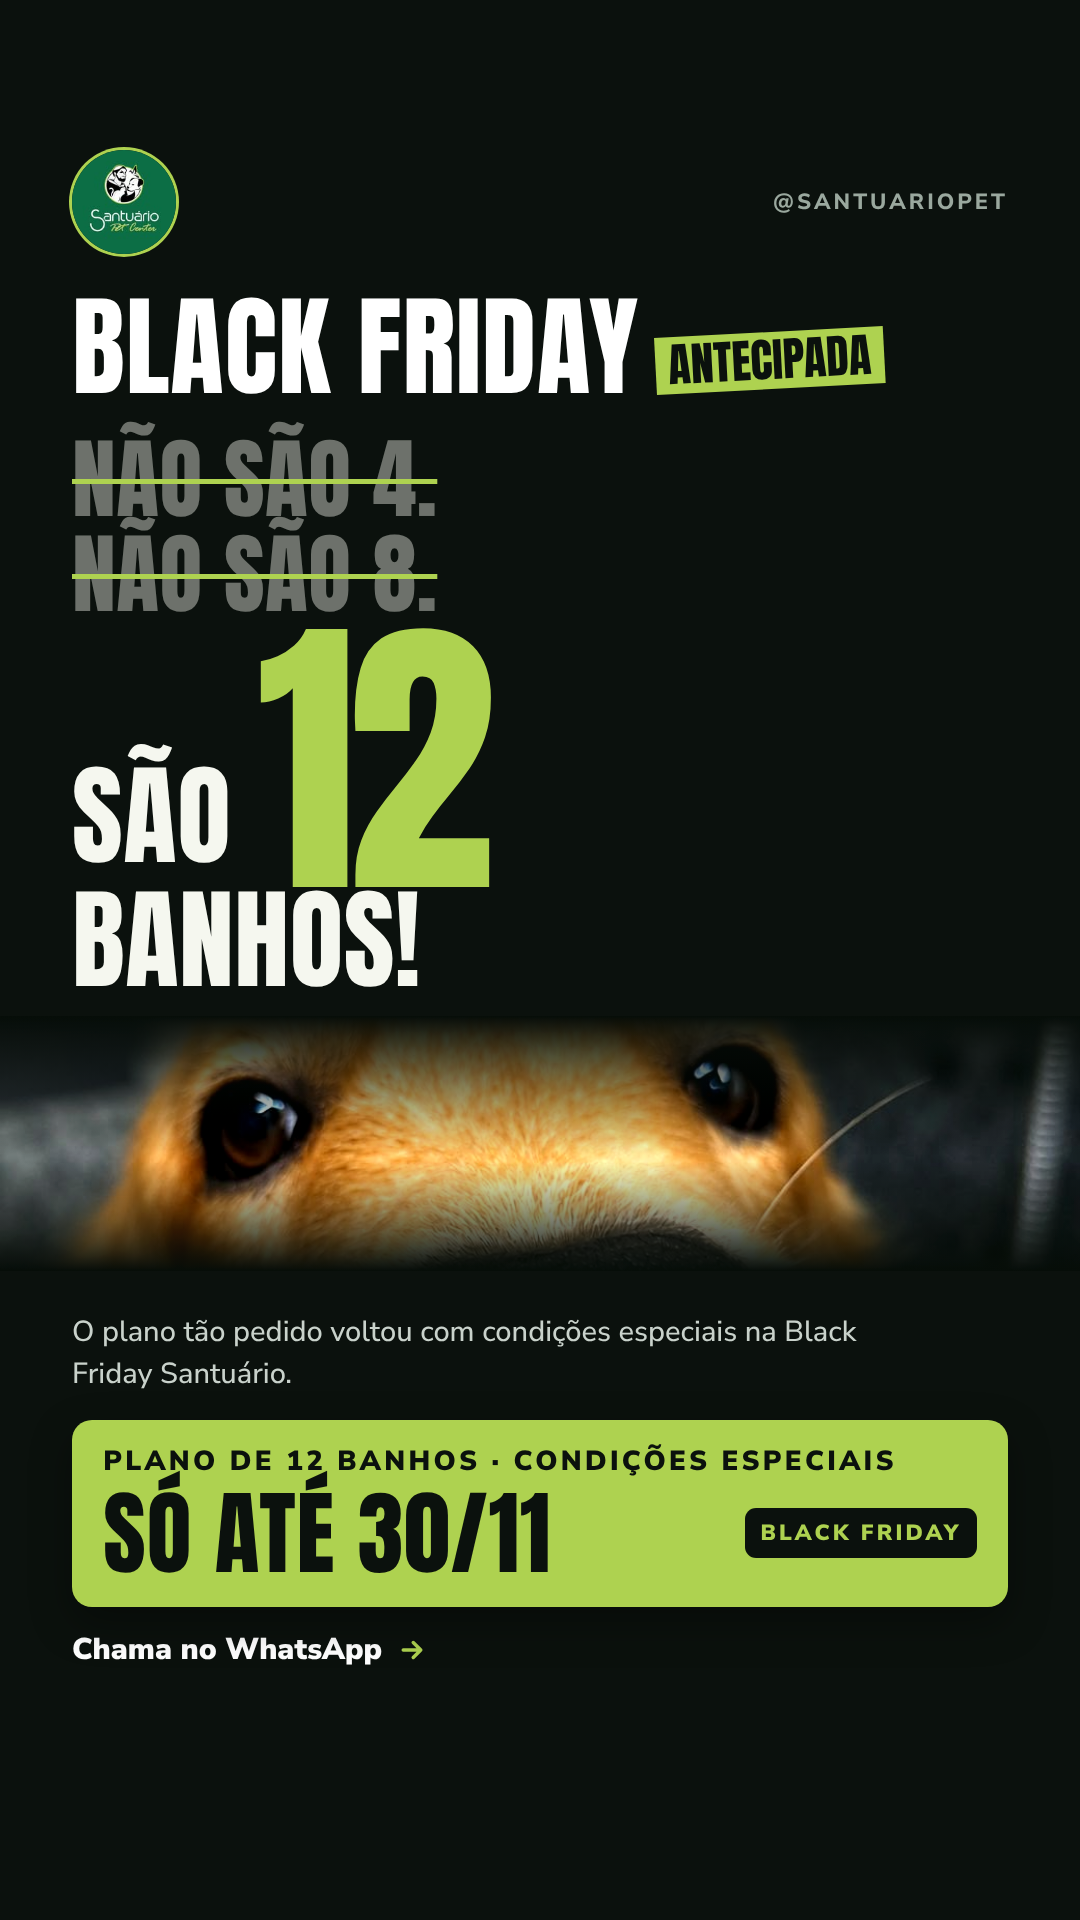 Santuário
Pet Center
@SANTUARIOPET
BLACK FRIDAY
ANTECIPADA
NÃO SÃO 4.
NÃO SÃO 8.
SÃO 12
BANHOS!
O plano tão pedido voltou com condições especiais na Black
Friday Santuário.
PLANO DE 12 BANHOS · CONDIÇÕES ESPECIAIS
SÓ ATÉ 30/11
BLACK FRIDAY
Chama no WhatsApp →